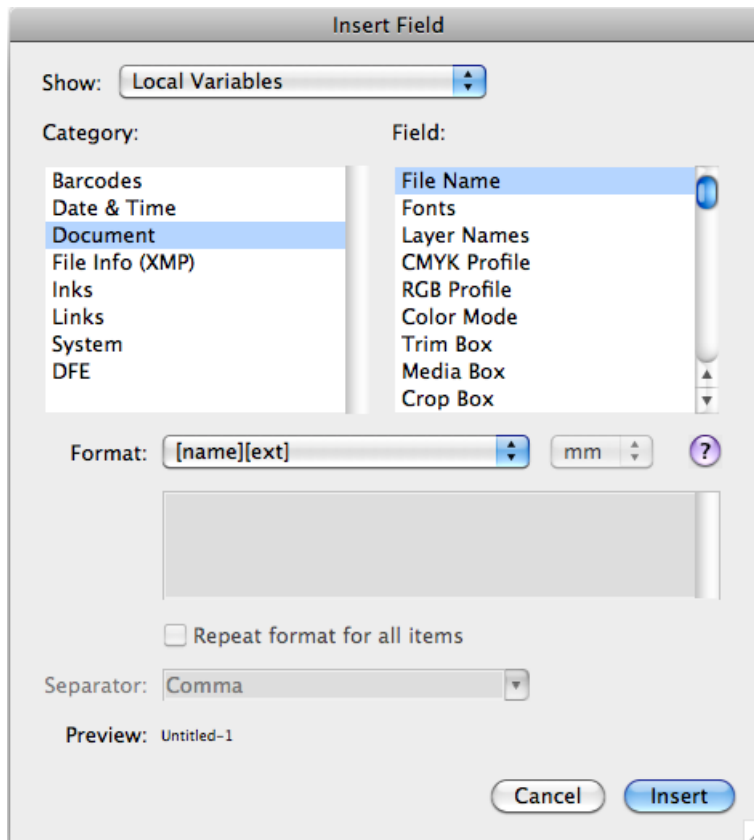 Insert Field
Show: Local Variables
Category:
Field:
Barcodes
Date & Time
Document
File Info (XMP)
Inks
Links
System
DFE
File Name
Fonts
Layer Names
CMYK Profile
RGB Profile
Color Mode
Trim Box
Media Box
Crop Box
Format: [name][ext] mm ?
Repeat format for all items
Separator: Comma
Preview: Untitled-1
Cancel Insert